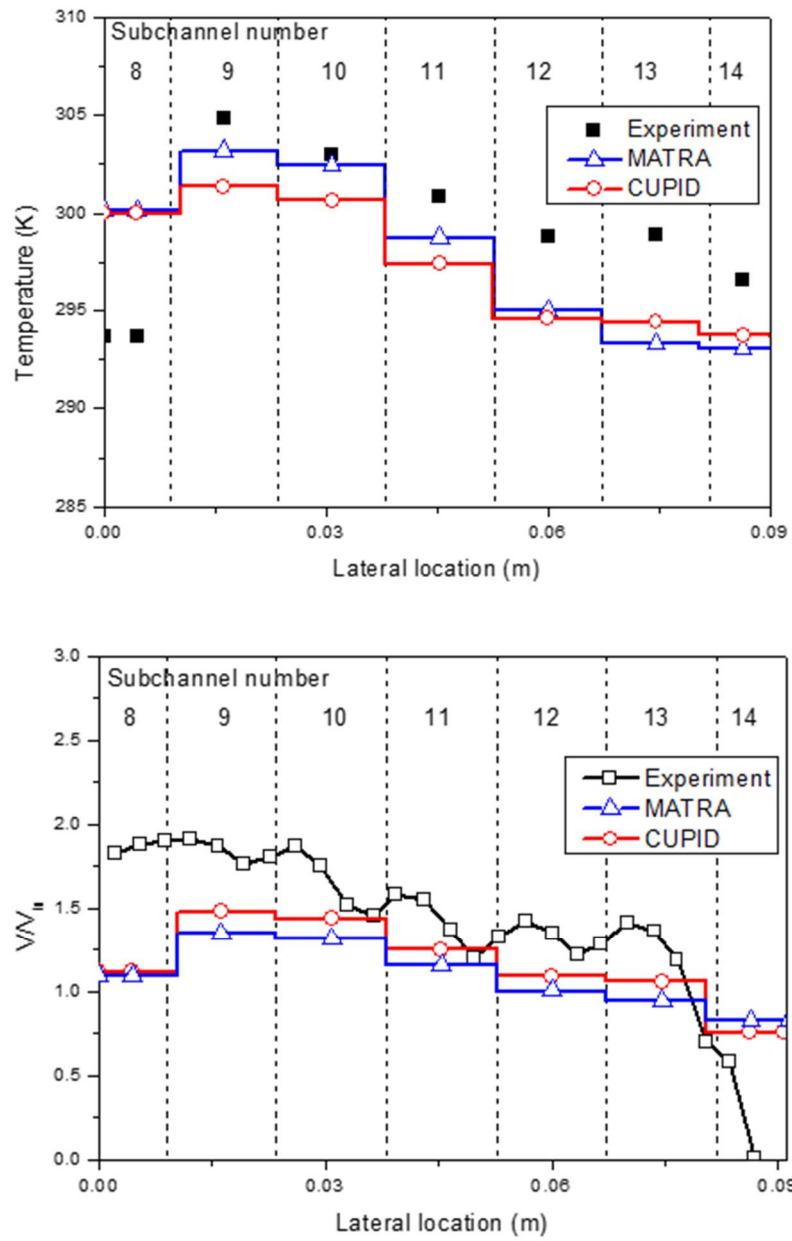 310
305
300
295
290
285
Temperature (K)
Subchannel number
8 9 10 11 12 13 14
Experiment
MATRA
CUPID
0.00 0.03 0.06 0.09
Lateral location (m)
3.0
2.5
2.0
1.5
1.0
0.5
0.0
Subchannel number
8 9 10 11 12 13 14
Experiment
MATRA
CUPID
0.00 0.03 0.06 0.09
Lateral location (m)